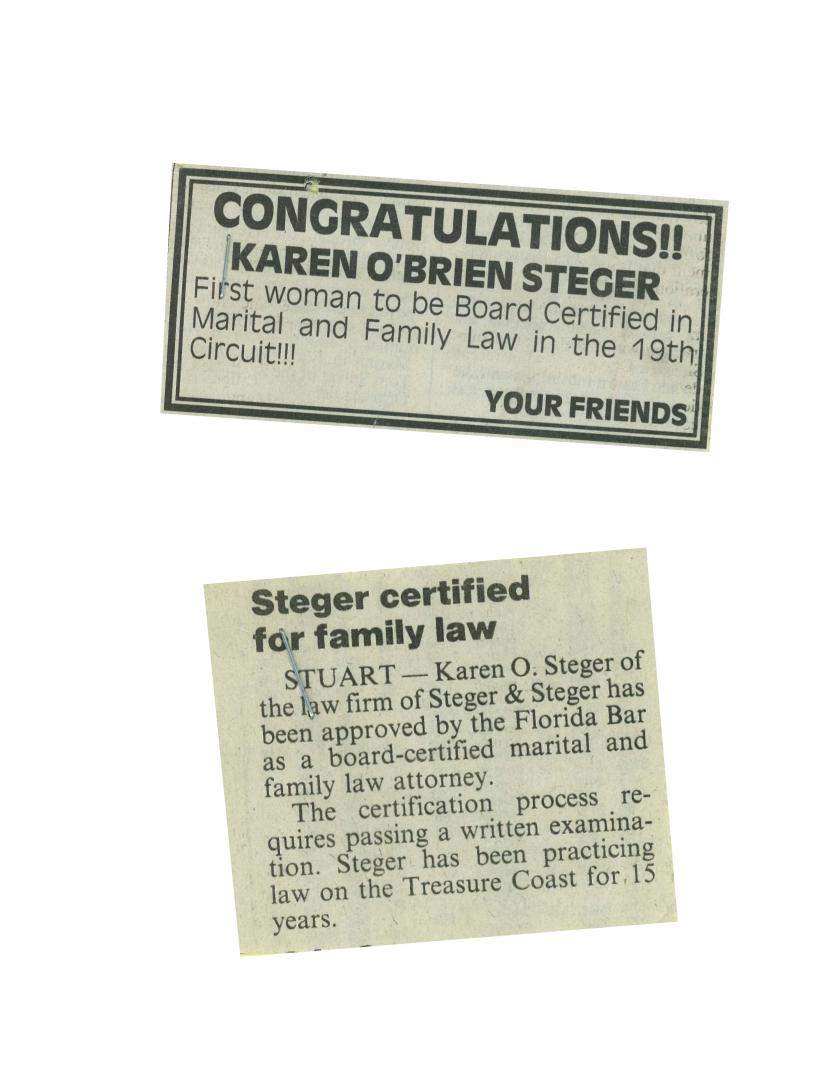 CONGRATULATIONS!!
KAREN O'BRIEN STEGER
First woman to be Board Certified in
Marital and Family Law in the 19th
Circuit!!!
YOUR FRIENDS
Steger certified
for family law
STUART — Karen O. Steger of
the law firm of Steger & Steger has
been approved by the Florida Bar
as a board-certified marital and
family law attorney.
The certification process re-
quires passing a written examina-
tion. Steger has been practicing
law on the Treasure Coast for 15
years.